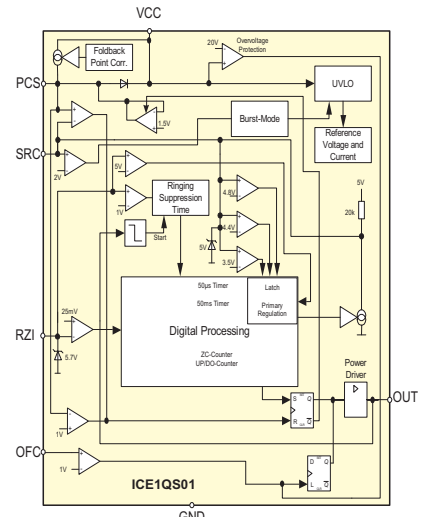 VCC
Foldback
Point Corr.
20V
Overvoltage
Protection
PCS
UVLO
1.5V
Burst-Mode
Reference
Voltage and
Current
SRC
2V
5V
Ringing
Suppression
Time
1V
Start
4.8V
4.4V
5V
3.5V
5V
20k
50µs Timer
50ms Timer
Latch
Primary
Regulation
Digital Processing
ZC-Counter
UP/DO-Counter
25mV
RZI
5.7V
Power
Driver
S Q
R Q
OUT
1V
OFC
1V
D Q
L Q
ICE1QS01
GND